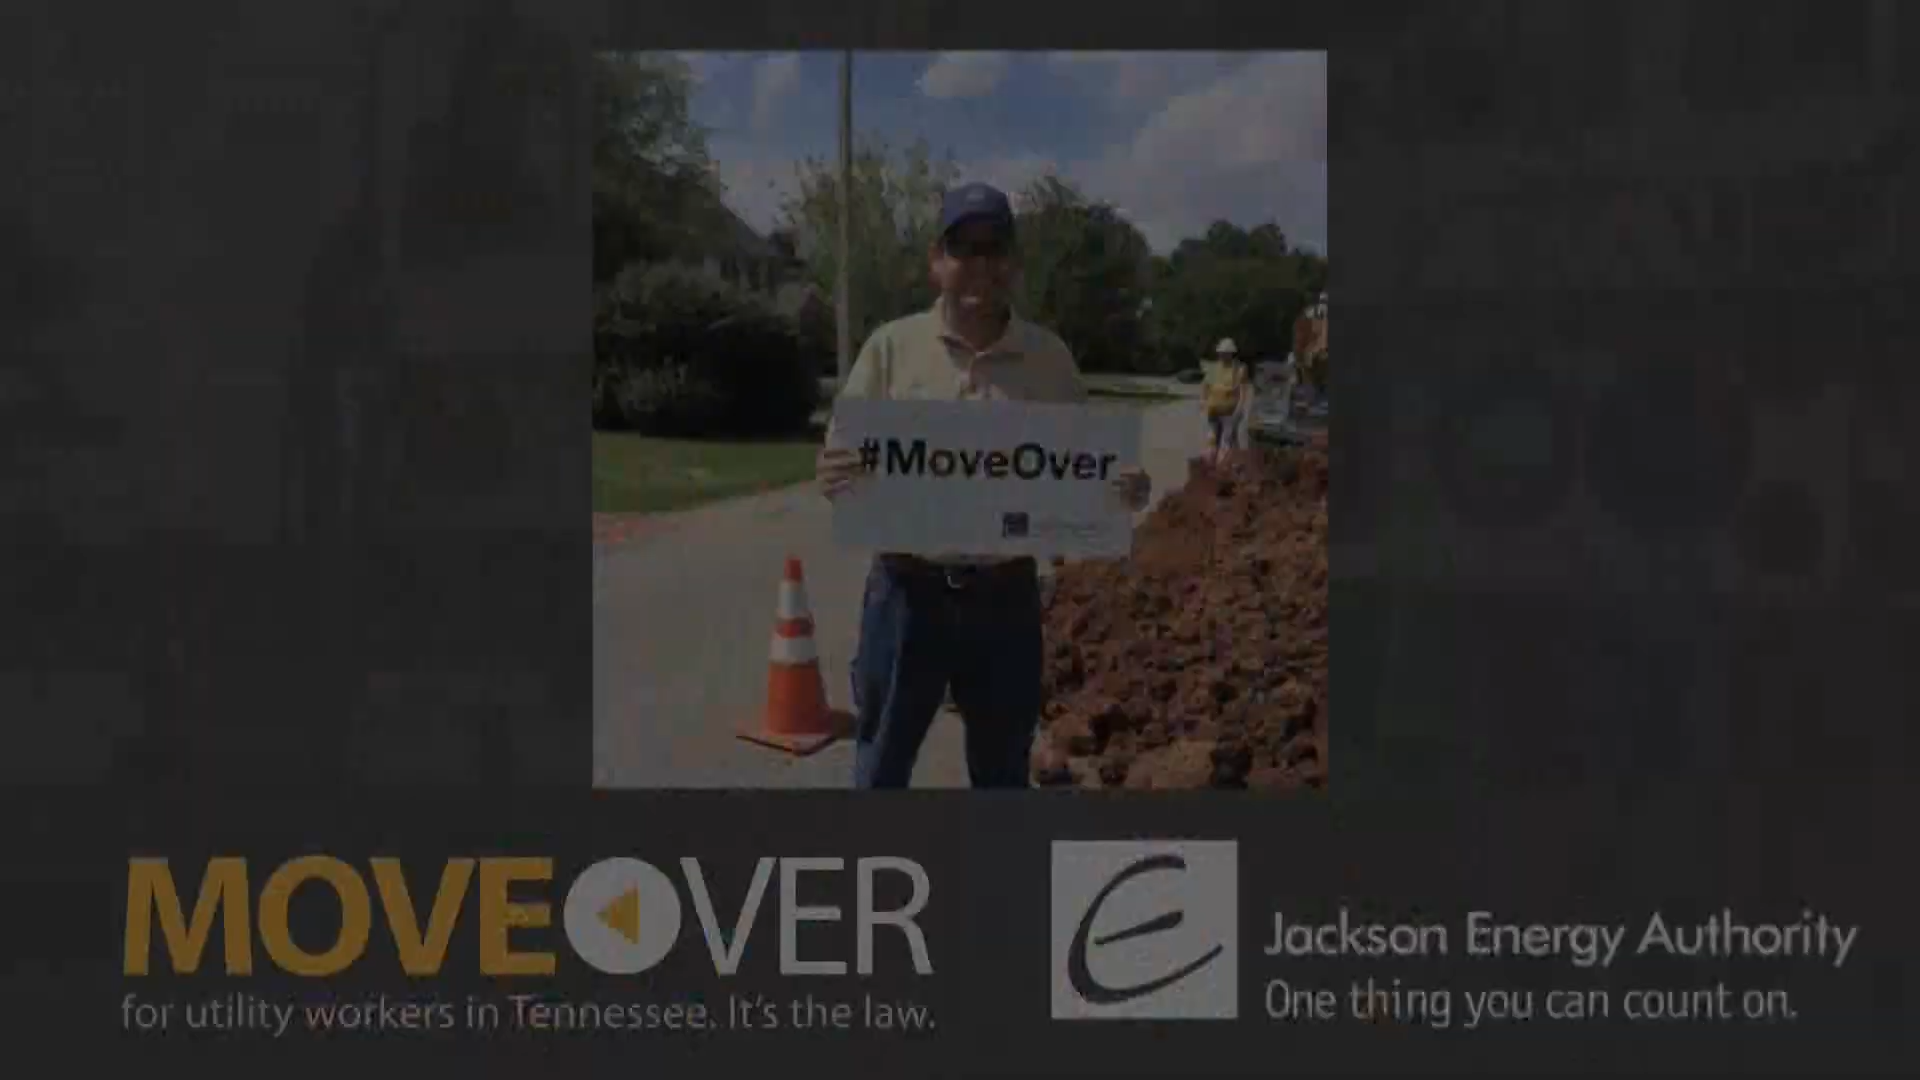 #MoveOver
MOVEOVER
for utility workers in Tennessee. It's the law.
Jackson Energy Authority
One thing you can count on.